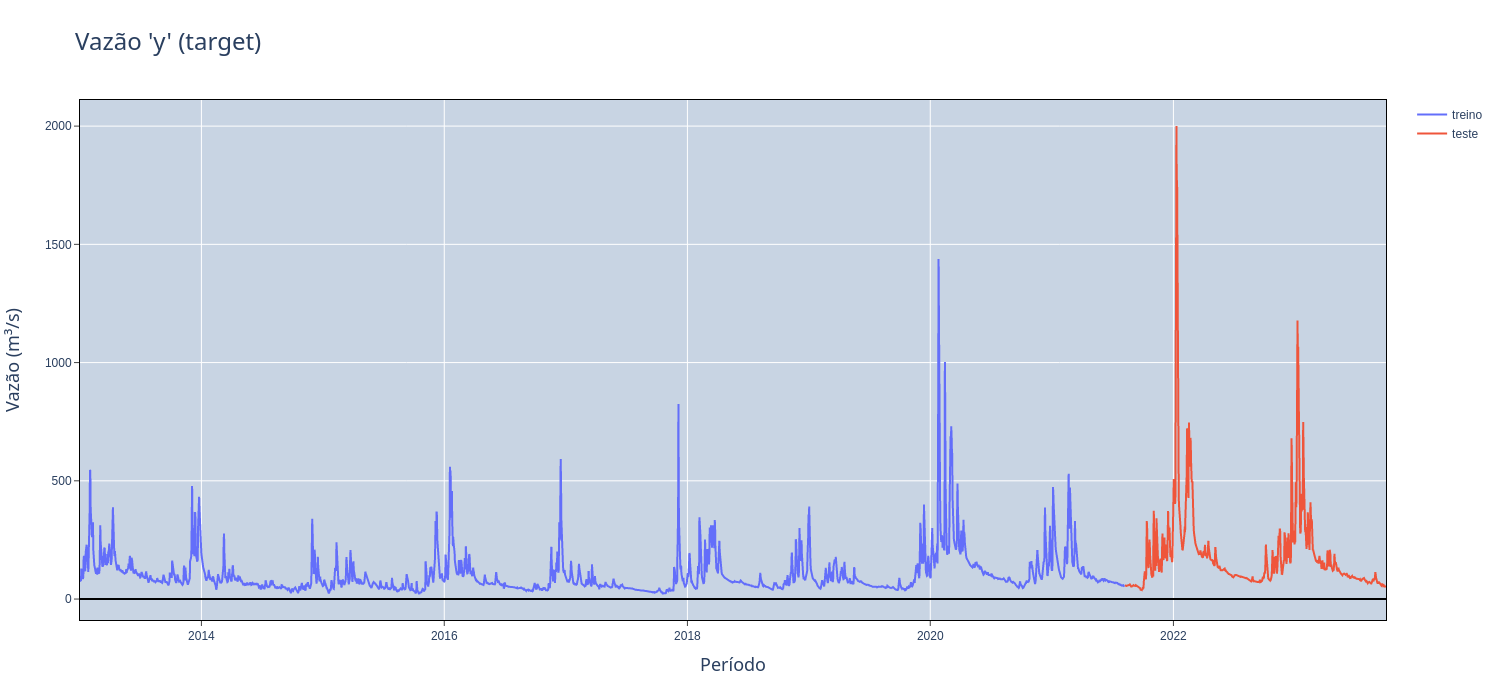 Vazão 'y' (target)
treino
teste
Vazão (m³/s)
2000
1500
1000
500
0
2014
2016
2018
2020
2022
Período